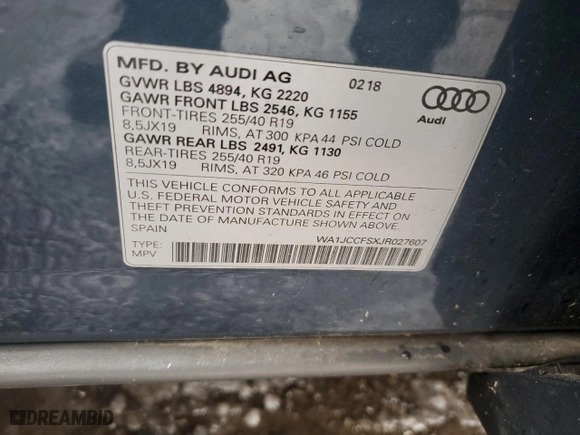 MFD. BY AUDI AG 0218
GVWR LBS 4894, KG 2220
GAWR FRONT LBS 2546, KG 1155
FRONT-TIRES 255/40 R19
8,5JX19 RIMS, AT 300 KPA 44 PSI COLD
GAWR REAR LBS 2491, KG 1130
REAR-TIRES 255/40 R19
8,5JX19 RIMS, AT 320 KPA 46 PSI COLD
Audi
THIS VEHICLE CONFORMS TO ALL APPLICABLE
U.S. FEDERAL MOTOR VEHICLE SAFETY AND
THEFT PREVENTION STANDARDS IN EFFECT ON
THE DATE OF MANUFACTURE SHOWN ABOVE.
SPAIN
WA1JCCFSXJR027607
TYPE:
MPV
DREAMBID